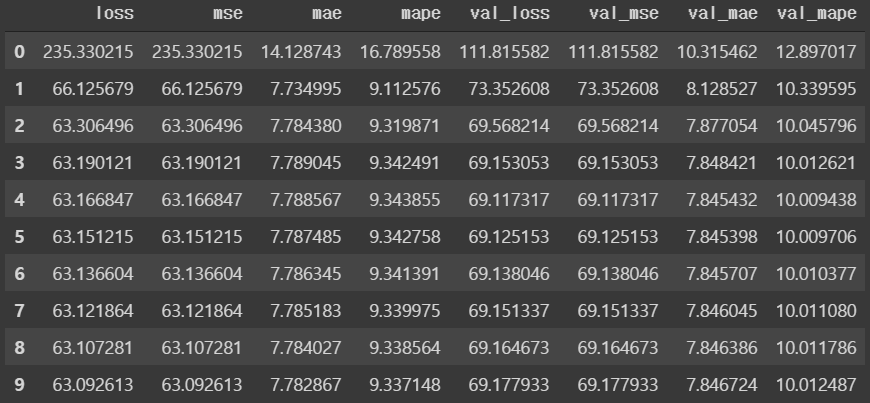 loss mse mae mape val_loss val_mse val_mae val_mape
0 235.330215 235.330215 14.128743 16.789558 111.815582 111.815582 10.315462 12.897017
1 66.125679 66.125679 7.734995 9.112576 73.352608 73.352608 8.128527 10.339595
2 63.306496 63.306496 7.784380 9.319871 69.568214 69.568214 7.877054 10.045796
3 63.190121 63.190121 7.789045 9.342491 69.153053 69.153053 7.848421 10.012621
4 63.166847 63.166847 7.788567 9.343855 69.117317 69.117317 7.845432 10.009438
5 63.151215 63.151215 7.787485 9.342758 69.125153 69.125153 7.845398 10.009706
6 63.136604 63.136604 7.786345 9.341391 69.138046 69.138046 7.845707 10.010377
7 63.121864 63.121864 7.785183 9.339975 69.151337 69.151337 7.846045 10.011080
8 63.107281 63.107281 7.784027 9.338564 69.164673 69.164673 7.846386 10.011786
9 63.092613 63.092613 7.782867 9.337148 69.177933 69.177933 7.846724 10.012487